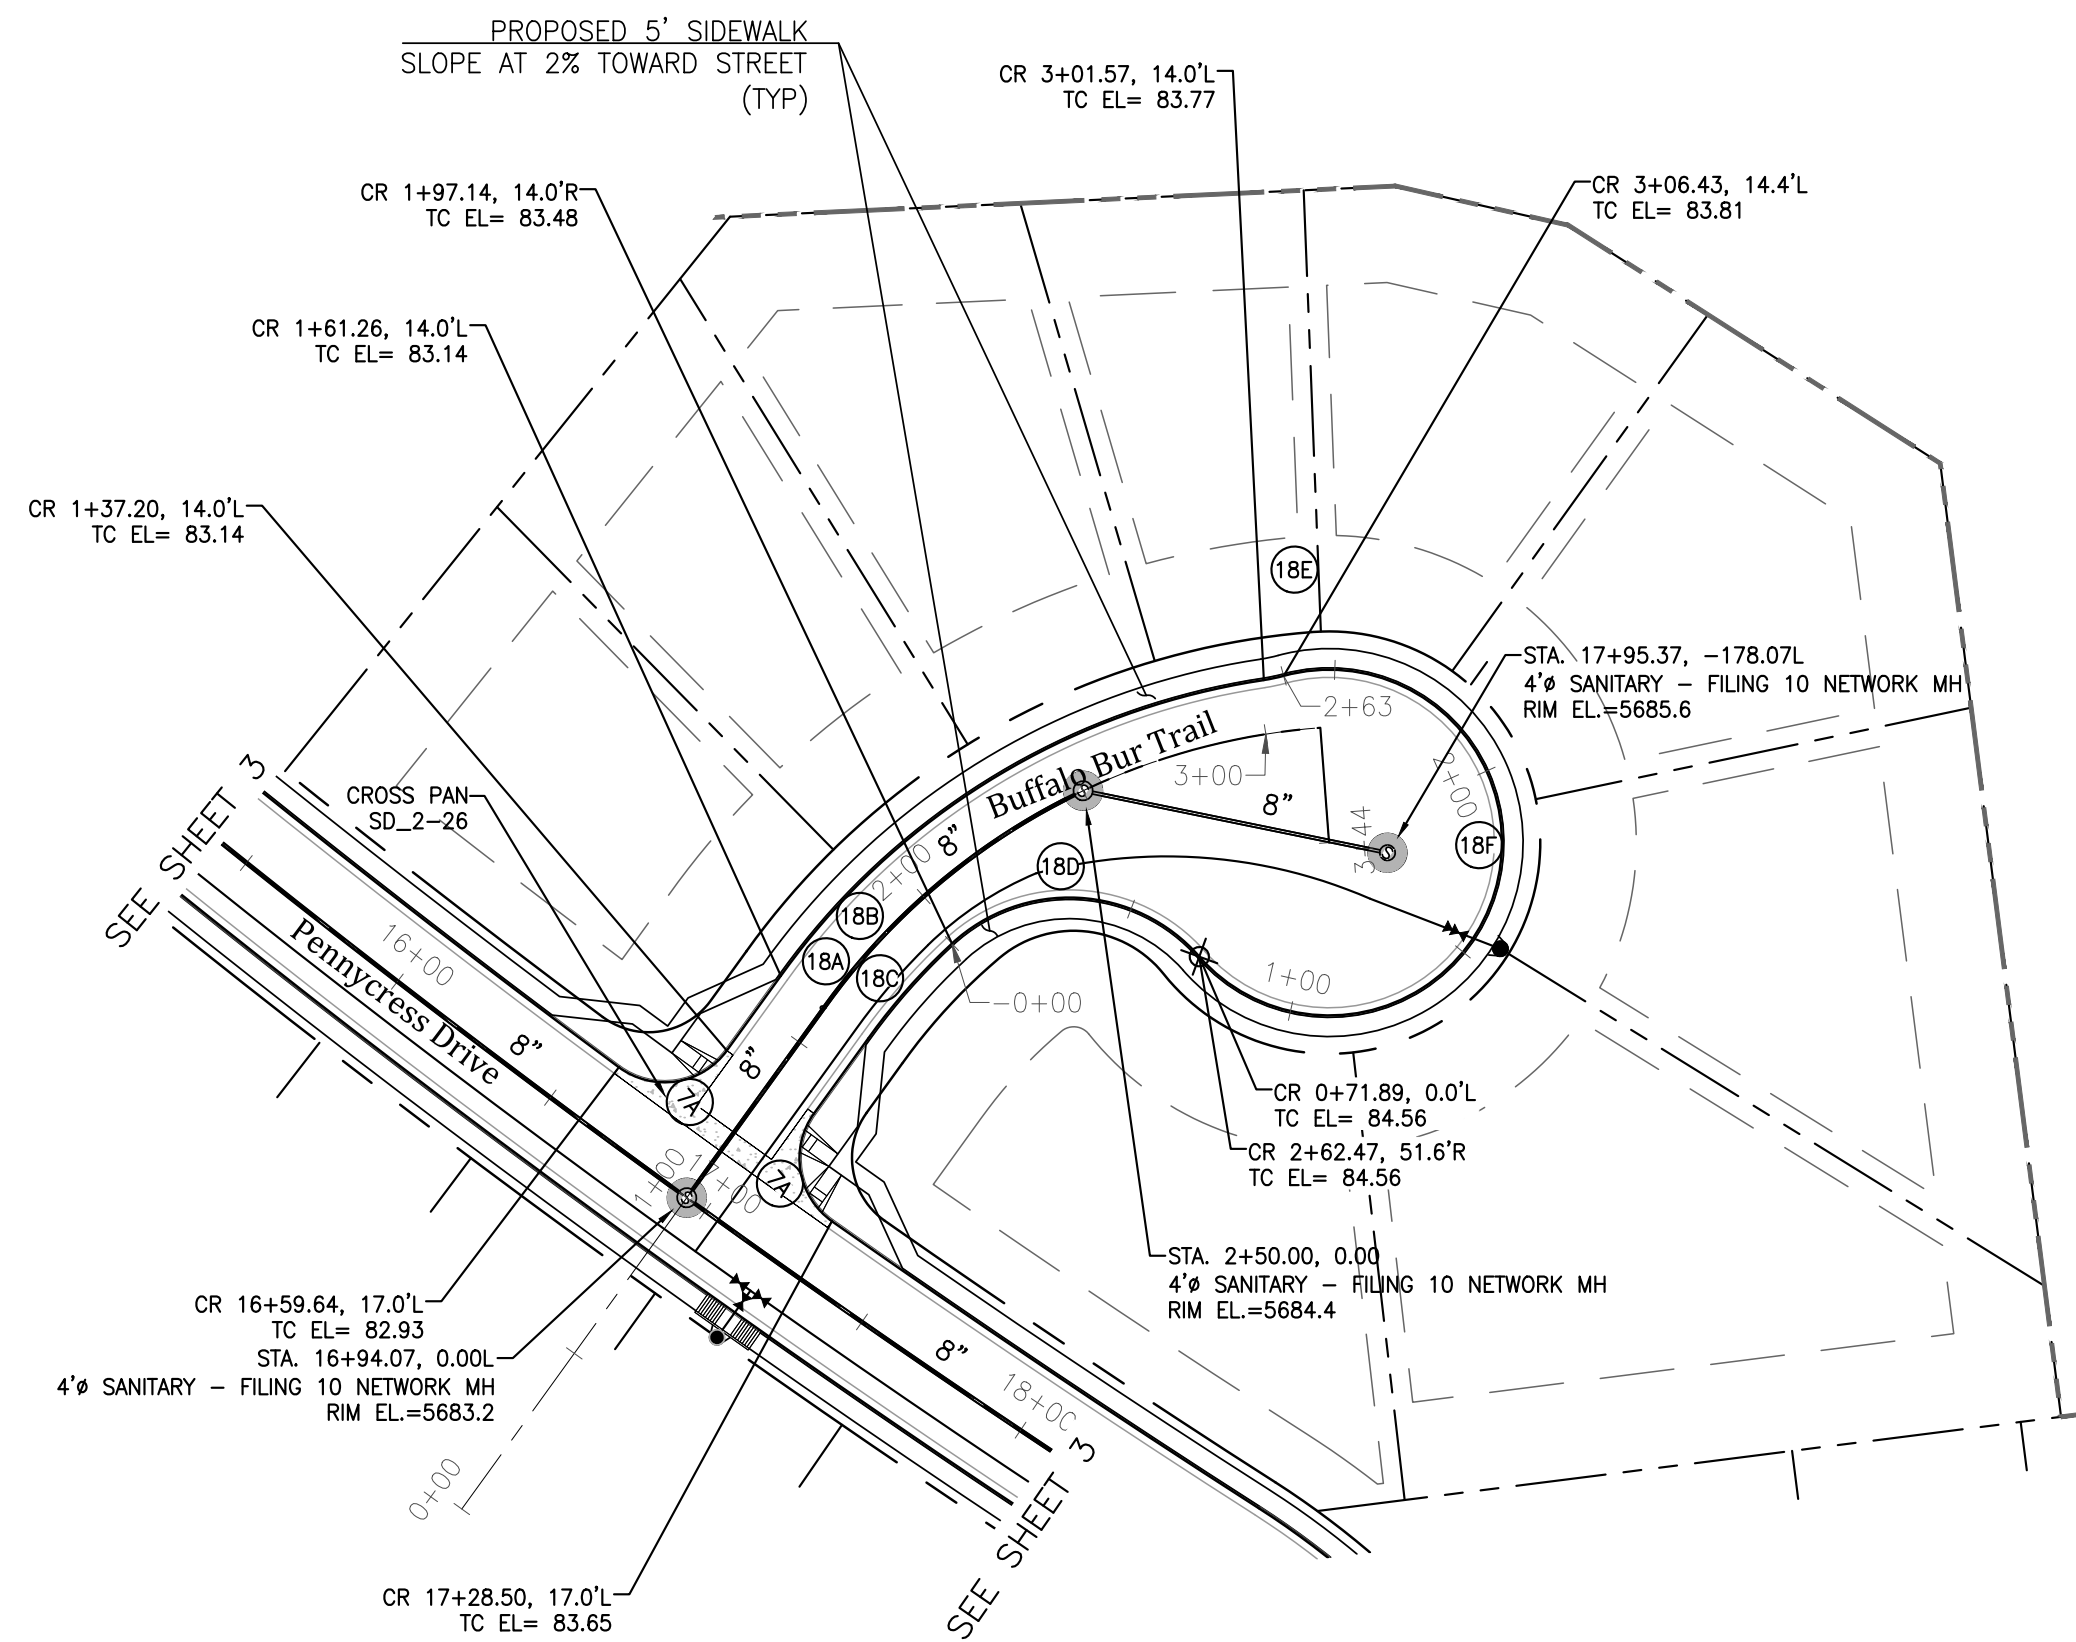 PROPOSED 5' SIDEWALK
SLOPE AT 2% TOWARD STREET
(TYP)
CR 3+01.57, 14.0'L
TC EL= 83.77
CR 1+97.14, 14.0'R
TC EL= 83.48
CR 3+06.43, 14.4'L
TC EL= 83.81
CR 1+61.26, 14.0'L
TC EL= 83.14
CR 1+37.20, 14.0'L
TC EL= 83.14
18E
STA. 17+95.37, -178.07L
4'Ø SANITARY – FILING 10 NETWORK MH
RIM EL.=5685.6
2+63
Buffalo Bur Trail
3+00
8"
2+00
3+44
18F
SEE SHEET 3
CROSS PAN
SD_2-26
8"
2+00
18D
18B
18A
18C
Pennycress Drive
16+00
8"
8"
1+00
-0+00
7A
7A
CR 0+71.89, 0.0'L
TC EL= 84.56
CR 2+62.47, 51.6'R
TC EL= 84.56
1+00
17+00
STA. 2+50.00, 0.00
4'Ø SANITARY – FILING 10 NETWORK MH
RIM EL.=5684.4
CR 16+59.64, 17.0'L
TC EL= 82.93
STA. 16+94.07, 0.00L
4'Ø SANITARY – FILING 10 NETWORK MH
RIM EL.=5683.2
8"
18+0C
0+00
SEE SHEET 3
CR 17+28.50, 17.0'L
TC EL= 83.65